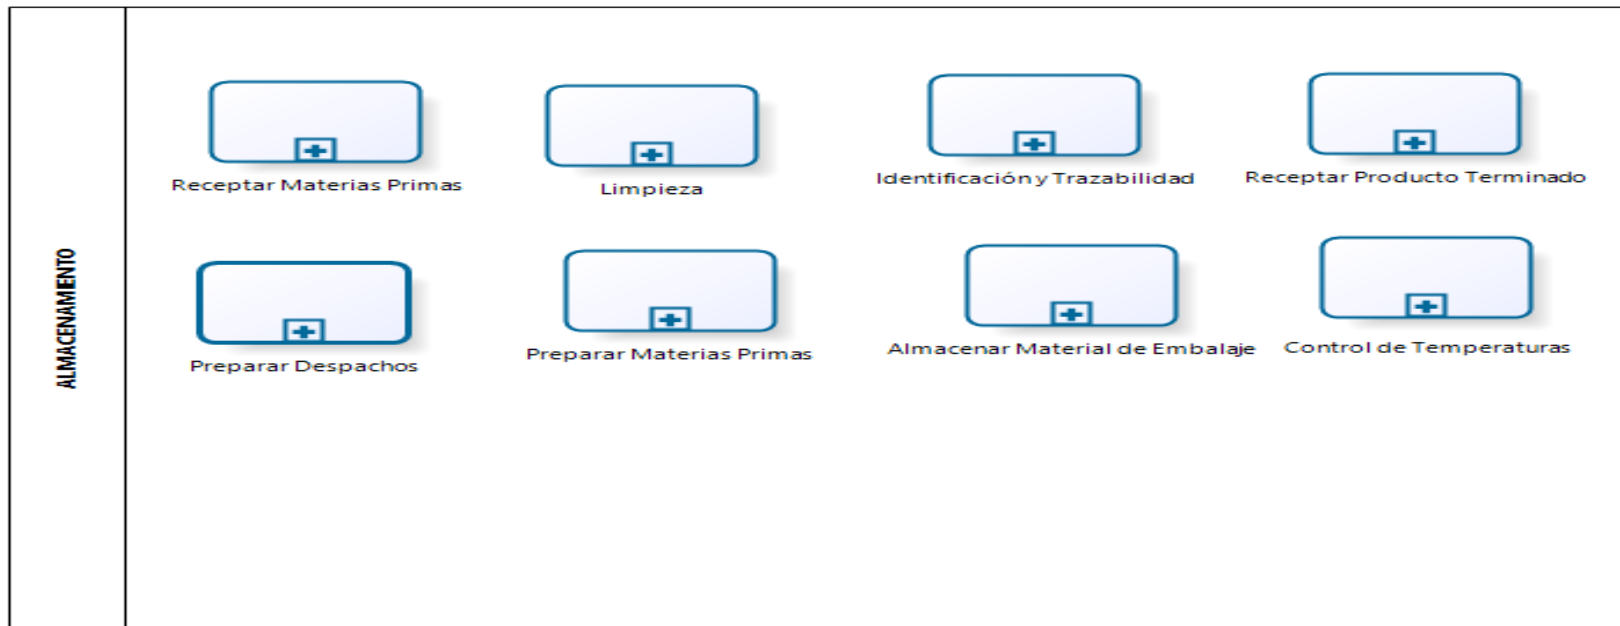 ALMACENAMIENTO
Receptar Materias Primas
Limpieza
Identificación y Trazabilidad
Receptar Producto Terminado
Preparar Despachos
Preparar Materias Primas
Almacenar Material de Embalaje
Control de Temperaturas